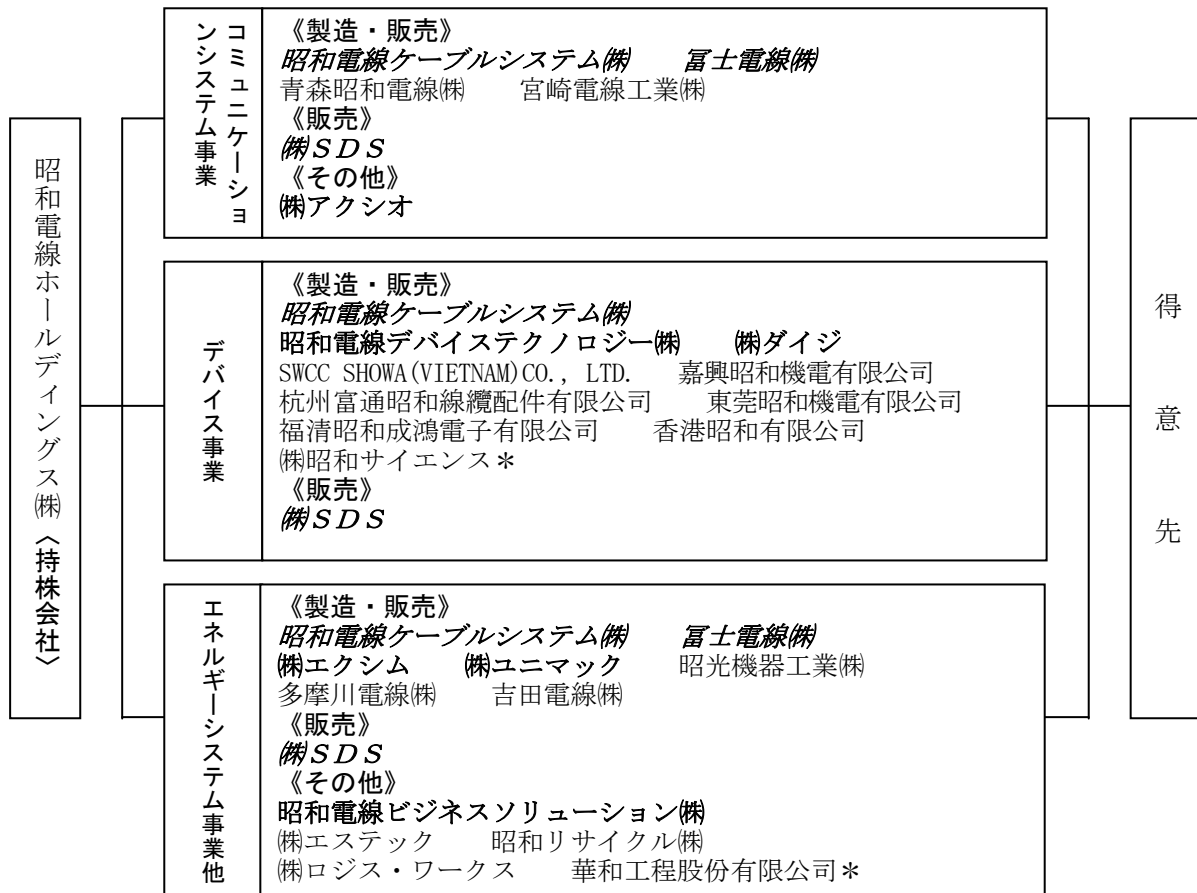 昭和電線ホールディングス㈱〈持株会社〉
コミュニケーションシステム事業
《製造・販売》
昭和電線ケーブルシステム㈱　冨士電線㈱
青森昭和電線㈱　宮崎電線工業㈱
《販売》
㈱ＳＤＳ
《その他》
㈱アクシオ
デバイス事業
《製造・販売》
昭和電線ケーブルシステム㈱
昭和電線デバイステクノロジー㈱　㈱ダイジ
SWCC SHOWA(VIETNAM)CO., LTD.　嘉興昭和機電有限公司
杭州富通昭和線纜配件有限公司　東莞昭和機電有限公司
福清昭和成鴻電子有限公司　香港昭和有限公司
㈱昭和サイエンス＊
《販売》
㈱ＳＤＳ
エネルギーシステム事業他
《製造・販売》
昭和電線ケーブルシステム㈱　冨士電線㈱
㈱エクシム　㈱ユニマック　昭光機器工業㈱
多摩川電線㈱　吉田電線㈱
《販売》
㈱ＳＤＳ
《その他》
昭和電線ビジネスソリューション㈱
㈱エステック　昭和リサイクル㈱
㈱ロジス・ワークス　華和工程股份有限公司＊
得意先